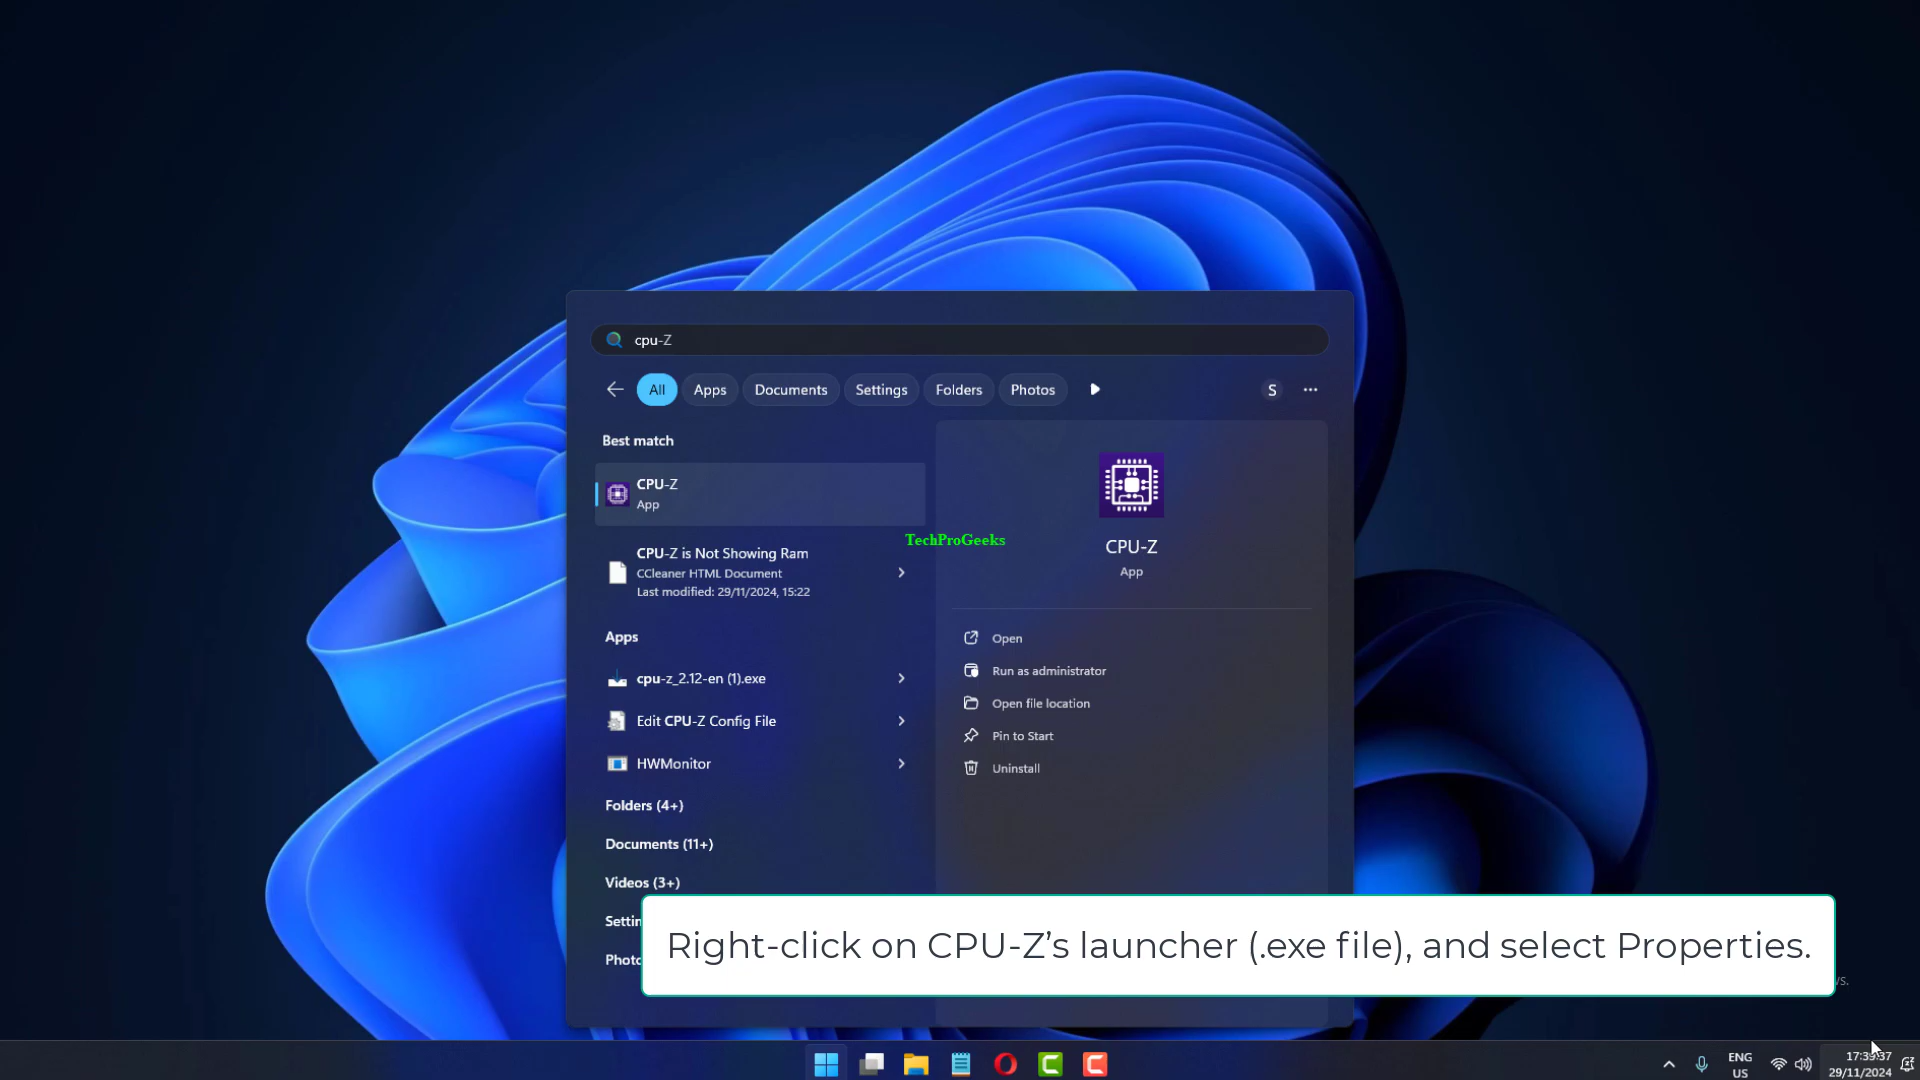 cpu-Z
All
Apps
Documents
Settings
Folders
Photos
S
Best match
CPU-Z
App
CPU-Z is Not Showing Ram
CCleaner HTML Document
Last modified: 29/11/2024, 15:22
Apps
cpu-z_2.12-en (1).exe
Edit CPU-Z Config File
HWMonitor
Folders (4+)
Documents (11+)
Videos (3+)
Settin
Photo
TechProGeeks
CPU-Z
App
Open
Run as administrator
Open file location
Pin to Start
Uninstall
Right-click on CPU-Z’s launcher (.exe file), and select Properties.
ENG
US
29/11/2024